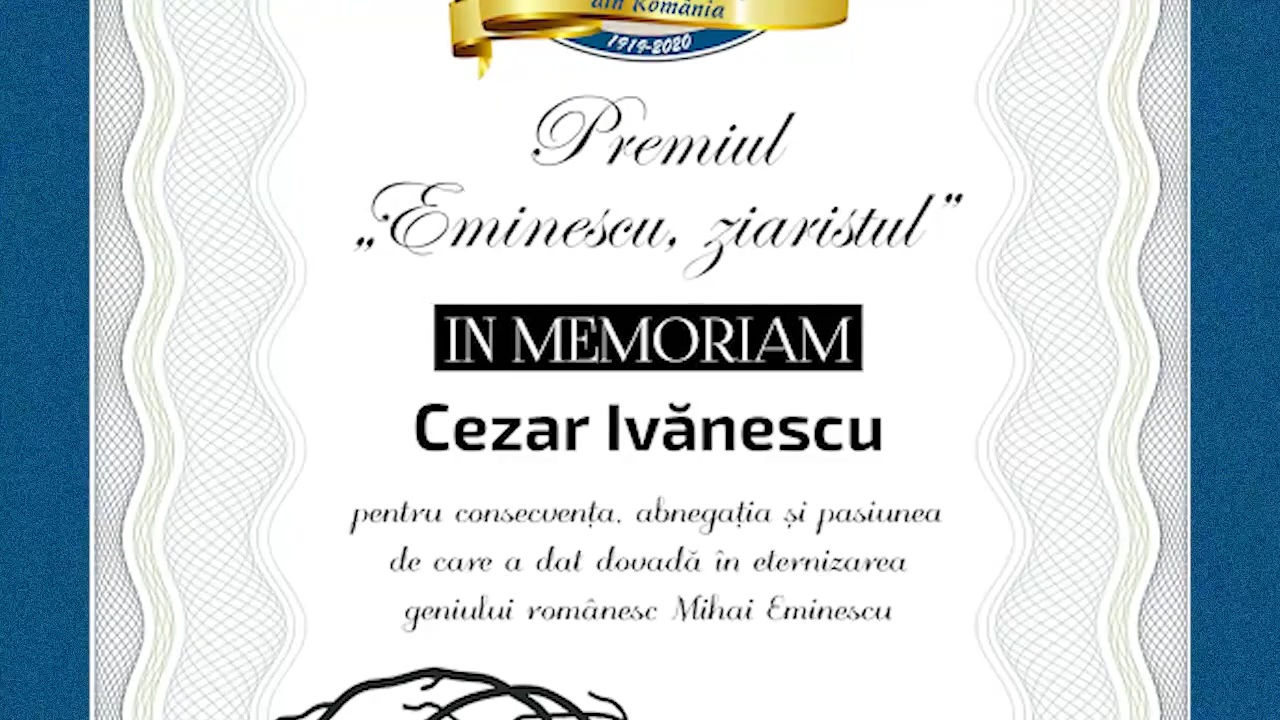 din România
1919-2020
Premiul
„Eminescu, ziaristul”
IN MEMORIAM
Cezar Ivănescu
pentru consecvența, abnegația și pasiunea
de care a dat dovadă în eternizarea
geniului românesc Mihai Eminescu